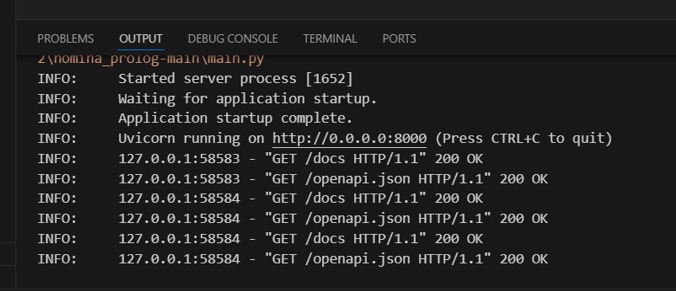 PROBLEMS OUTPUT DEBUG CONSOLE TERMINAL PORTS
2\nomina_prolog-main\main.py
INFO: Started server process [1652]
INFO: Waiting for application startup.
INFO: Application startup complete.
INFO: Uvicorn running on http://0.0.0.0:8000 (Press CTRL+C to quit)
INFO: 127.0.0.1:58583 - "GET /docs HTTP/1.1" 200 OK
INFO: 127.0.0.1:58583 - "GET /openapi.json HTTP/1.1" 200 OK
INFO: 127.0.0.1:58584 - "GET /docs HTTP/1.1" 200 OK
INFO: 127.0.0.1:58584 - "GET /openapi.json HTTP/1.1" 200 OK
INFO: 127.0.0.1:58584 - "GET /docs HTTP/1.1" 200 OK
INFO: 127.0.0.1:58584 - "GET /openapi.json HTTP/1.1" 200 OK